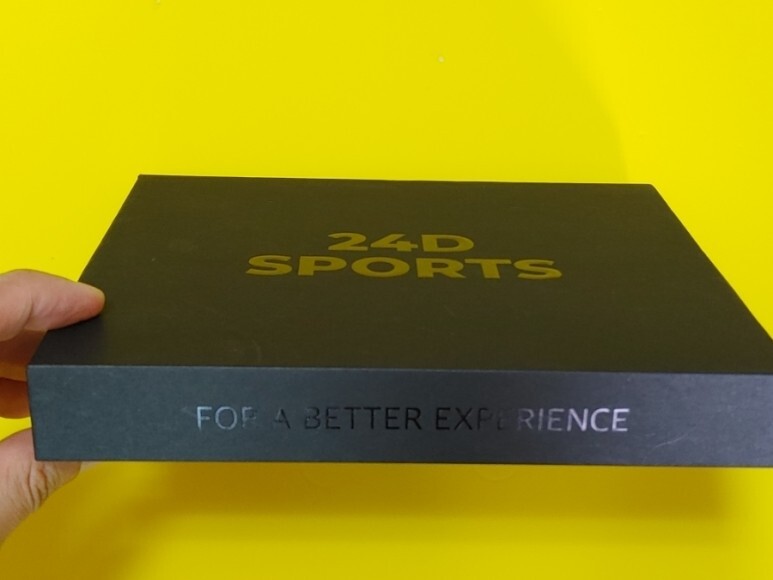 24D
SPORTS
FOR A BETTER EXPERIENCE